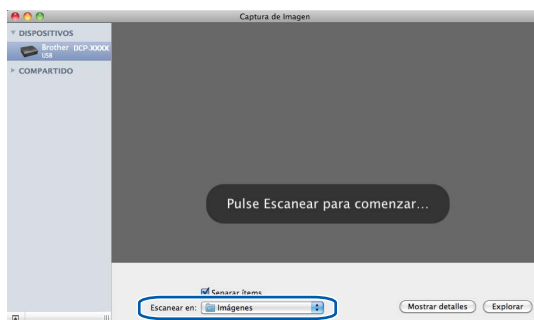 Captura de Imagen
DISPOSITIVOS
Brother DCP-XXXX
USB
COMPARTIDO
Pulse Escanear para comenzar...
Separar ítems
Escanear en: Imágenes
Mostrar detalles
Explorar